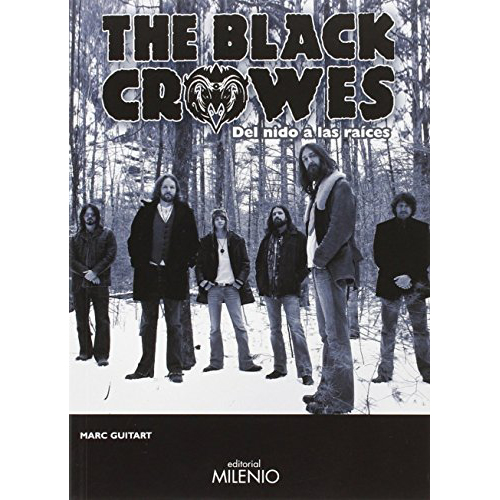 THE BLACK
CROWES
Del nido a las raíces
MARC GUITART
editorial
MILENIO